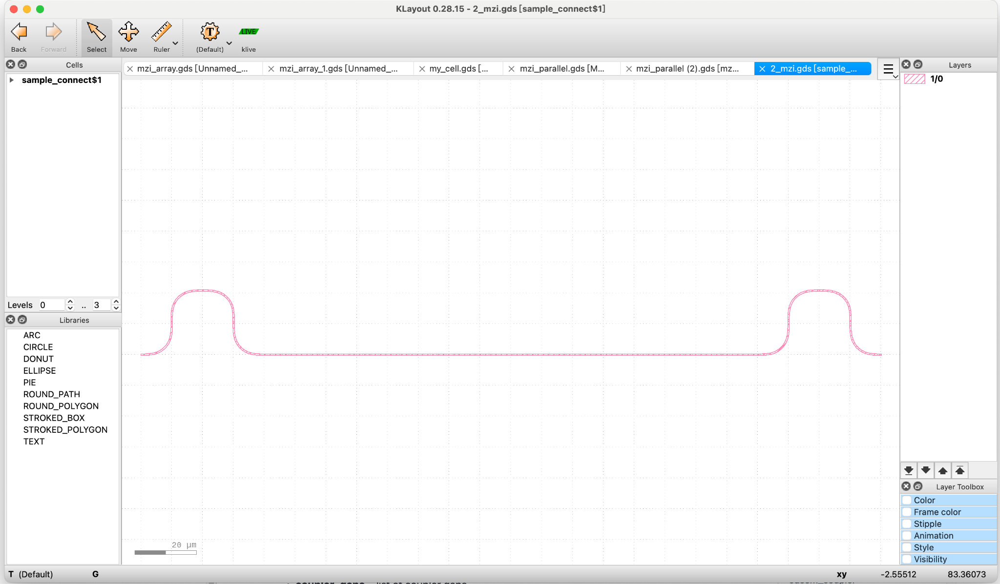 KLayout 0.28.15 - 2_mzi.gds [sample_connect$1]
LIVE
Back Forward Select Move Ruler (Default) klive
Cells
mzi_array.gds [Unnamed_... mzi_array_1.gds [Unnamed_... my_cell.gds [... mzi_parallel.gds [M... mzi_parallel (2).gds [mz... 2_mzi.gds [sample_...
Layers
sample_connect$1
1/0
Levels 0 .. 3
Libraries
ARC
CIRCLE
DONUT
ELLIPSE
PIE
ROUND_PATH
ROUND_POLYGON
STROKED_BOX
STROKED_POLYGON
TEXT
20 µm
Layer Toolbox
Color
Frame color
Stipple
Animation
Style
Visibility
T (Default) G xy -2.55512 83.36073